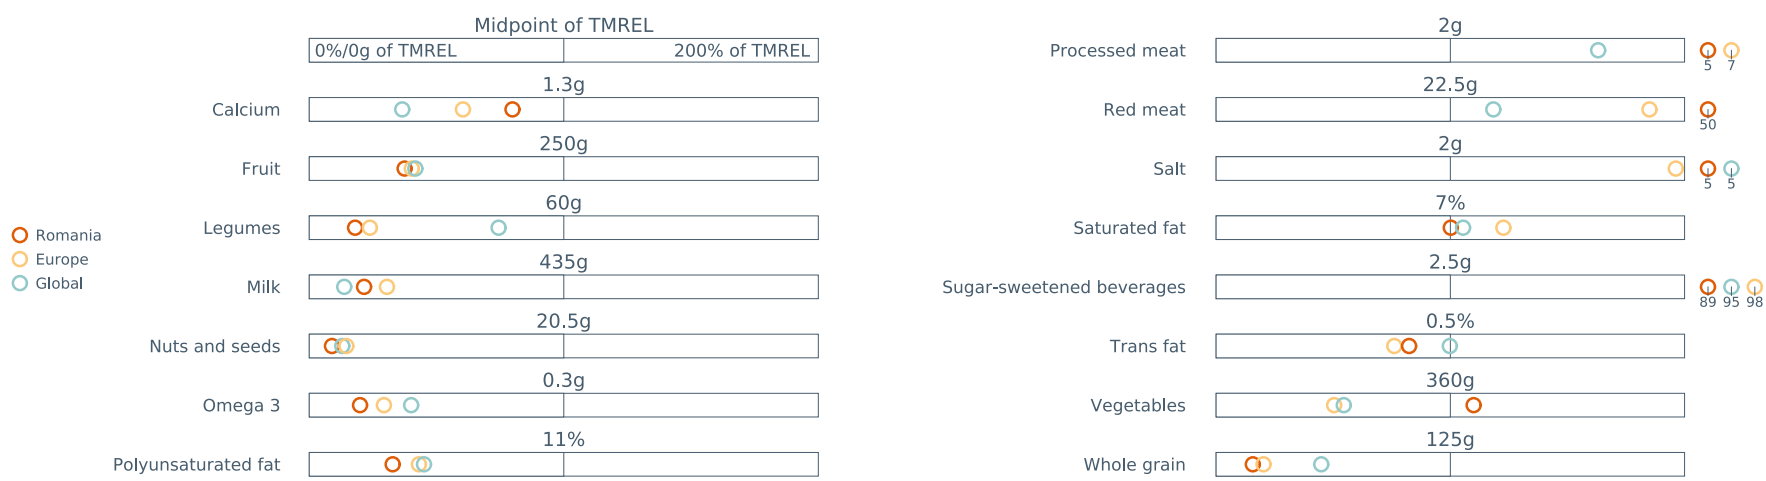 Midpoint of TMREL
0%/0g of TMREL 200% of TMREL
1.3g
Calcium
250g
Fruit
60g
Legumes
435g
Milk
20.5g
Nuts and seeds
0.3g
Omega 3
11%
Polyunsaturated fat
Romania
Europe
Global
2g
Processed meat
5 7
22.5g
Red meat
50
2g
Salt
5 5
7%
Saturated fat
2.5g
Sugar-sweetened beverages
89 95 98
0.5%
Trans fat
360g
Vegetables
125g
Whole grain